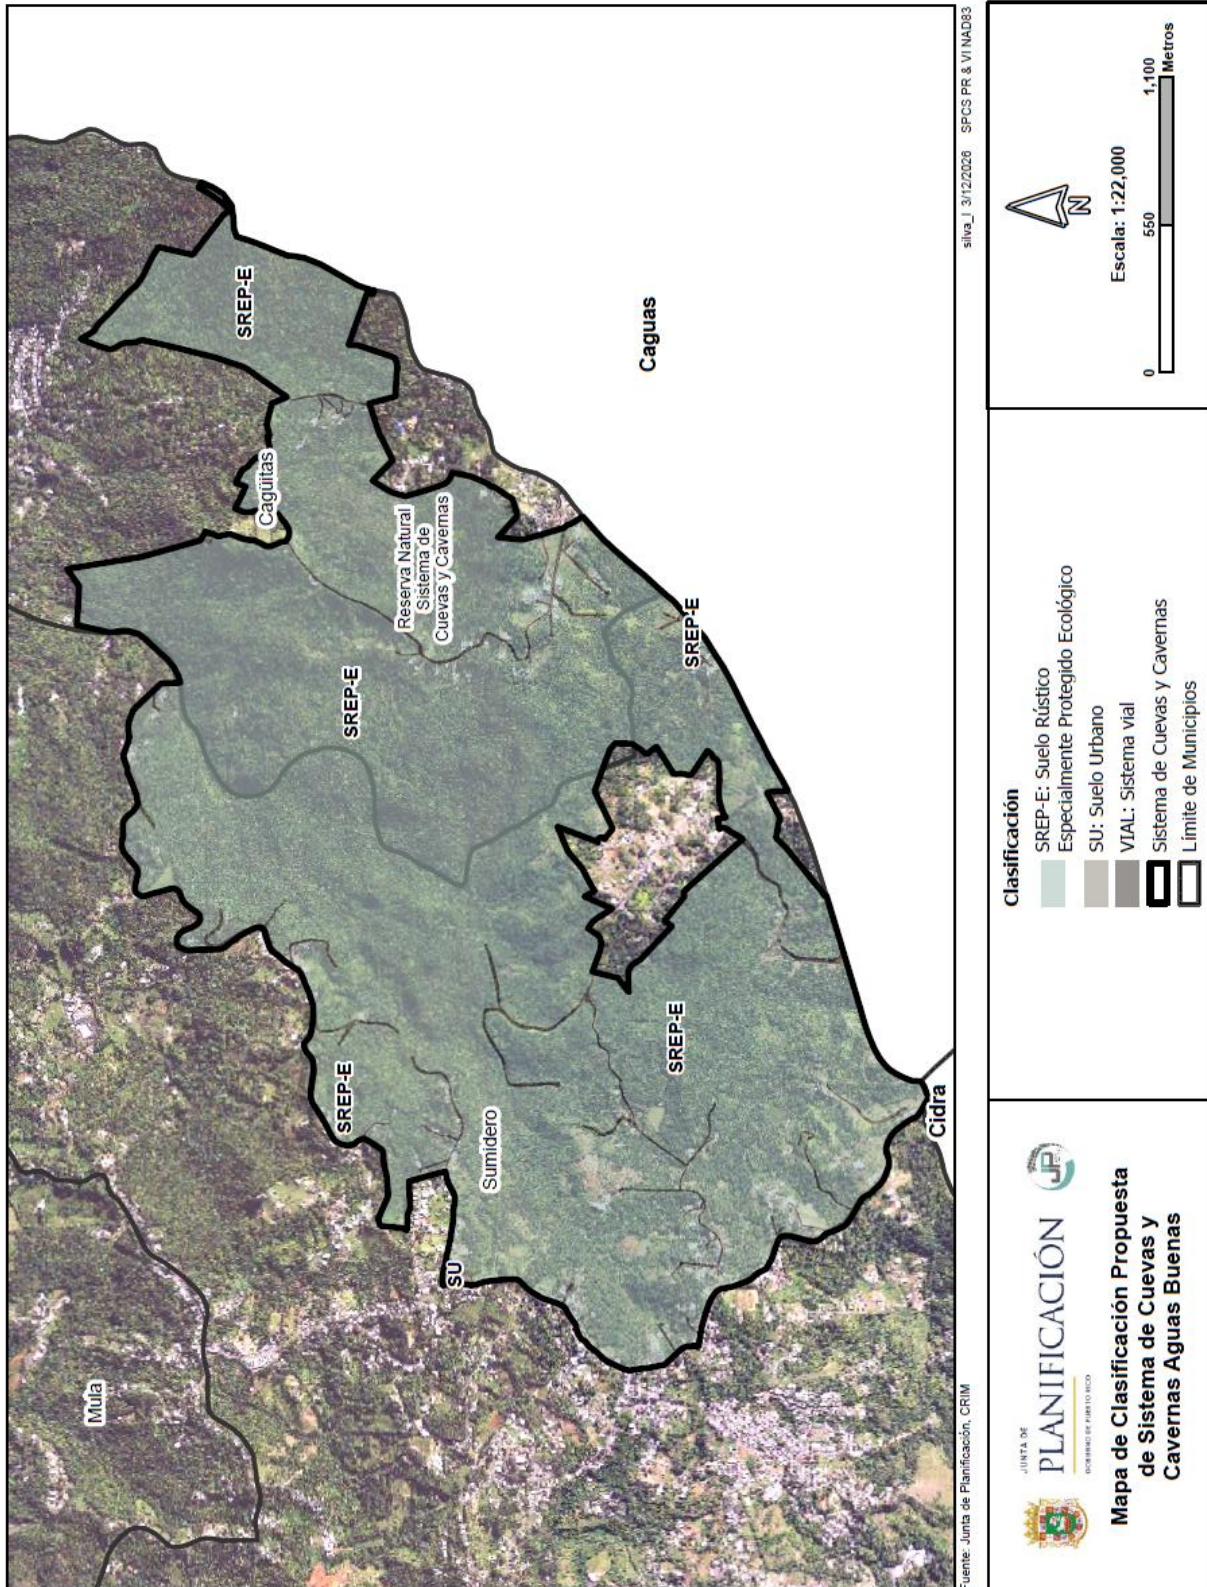 Mula
Cagüitas
SREP-E
Reserva Natural
Sistema de
Cuevas y Cavernas
SREP-E
SREP-E
SREP-E
Sumidero
SU
SREP-E
Caguas
Cidra
Fuente: Junta de Planificación, CRIM
silva_l 3/12/2026 SPCS PR & VI NAD83
JUNTA DE
PLANIFICACIÓN
GOBIERNO DE PUERTO RICO
JP
Mapa de Clasificación Propuesta
de Sistema de Cuevas y
Cavernas Aguas Buenas
Clasificación
SREP-E: Suelo Rústico
Especialmente Protegido Ecológico
SU: Suelo Urbano
VIAL: Sistema vial
Sistema de Cuevas y Cavernas
Límite de Municipios
N
Escala: 1:22,000
0 550 1,100
Metros